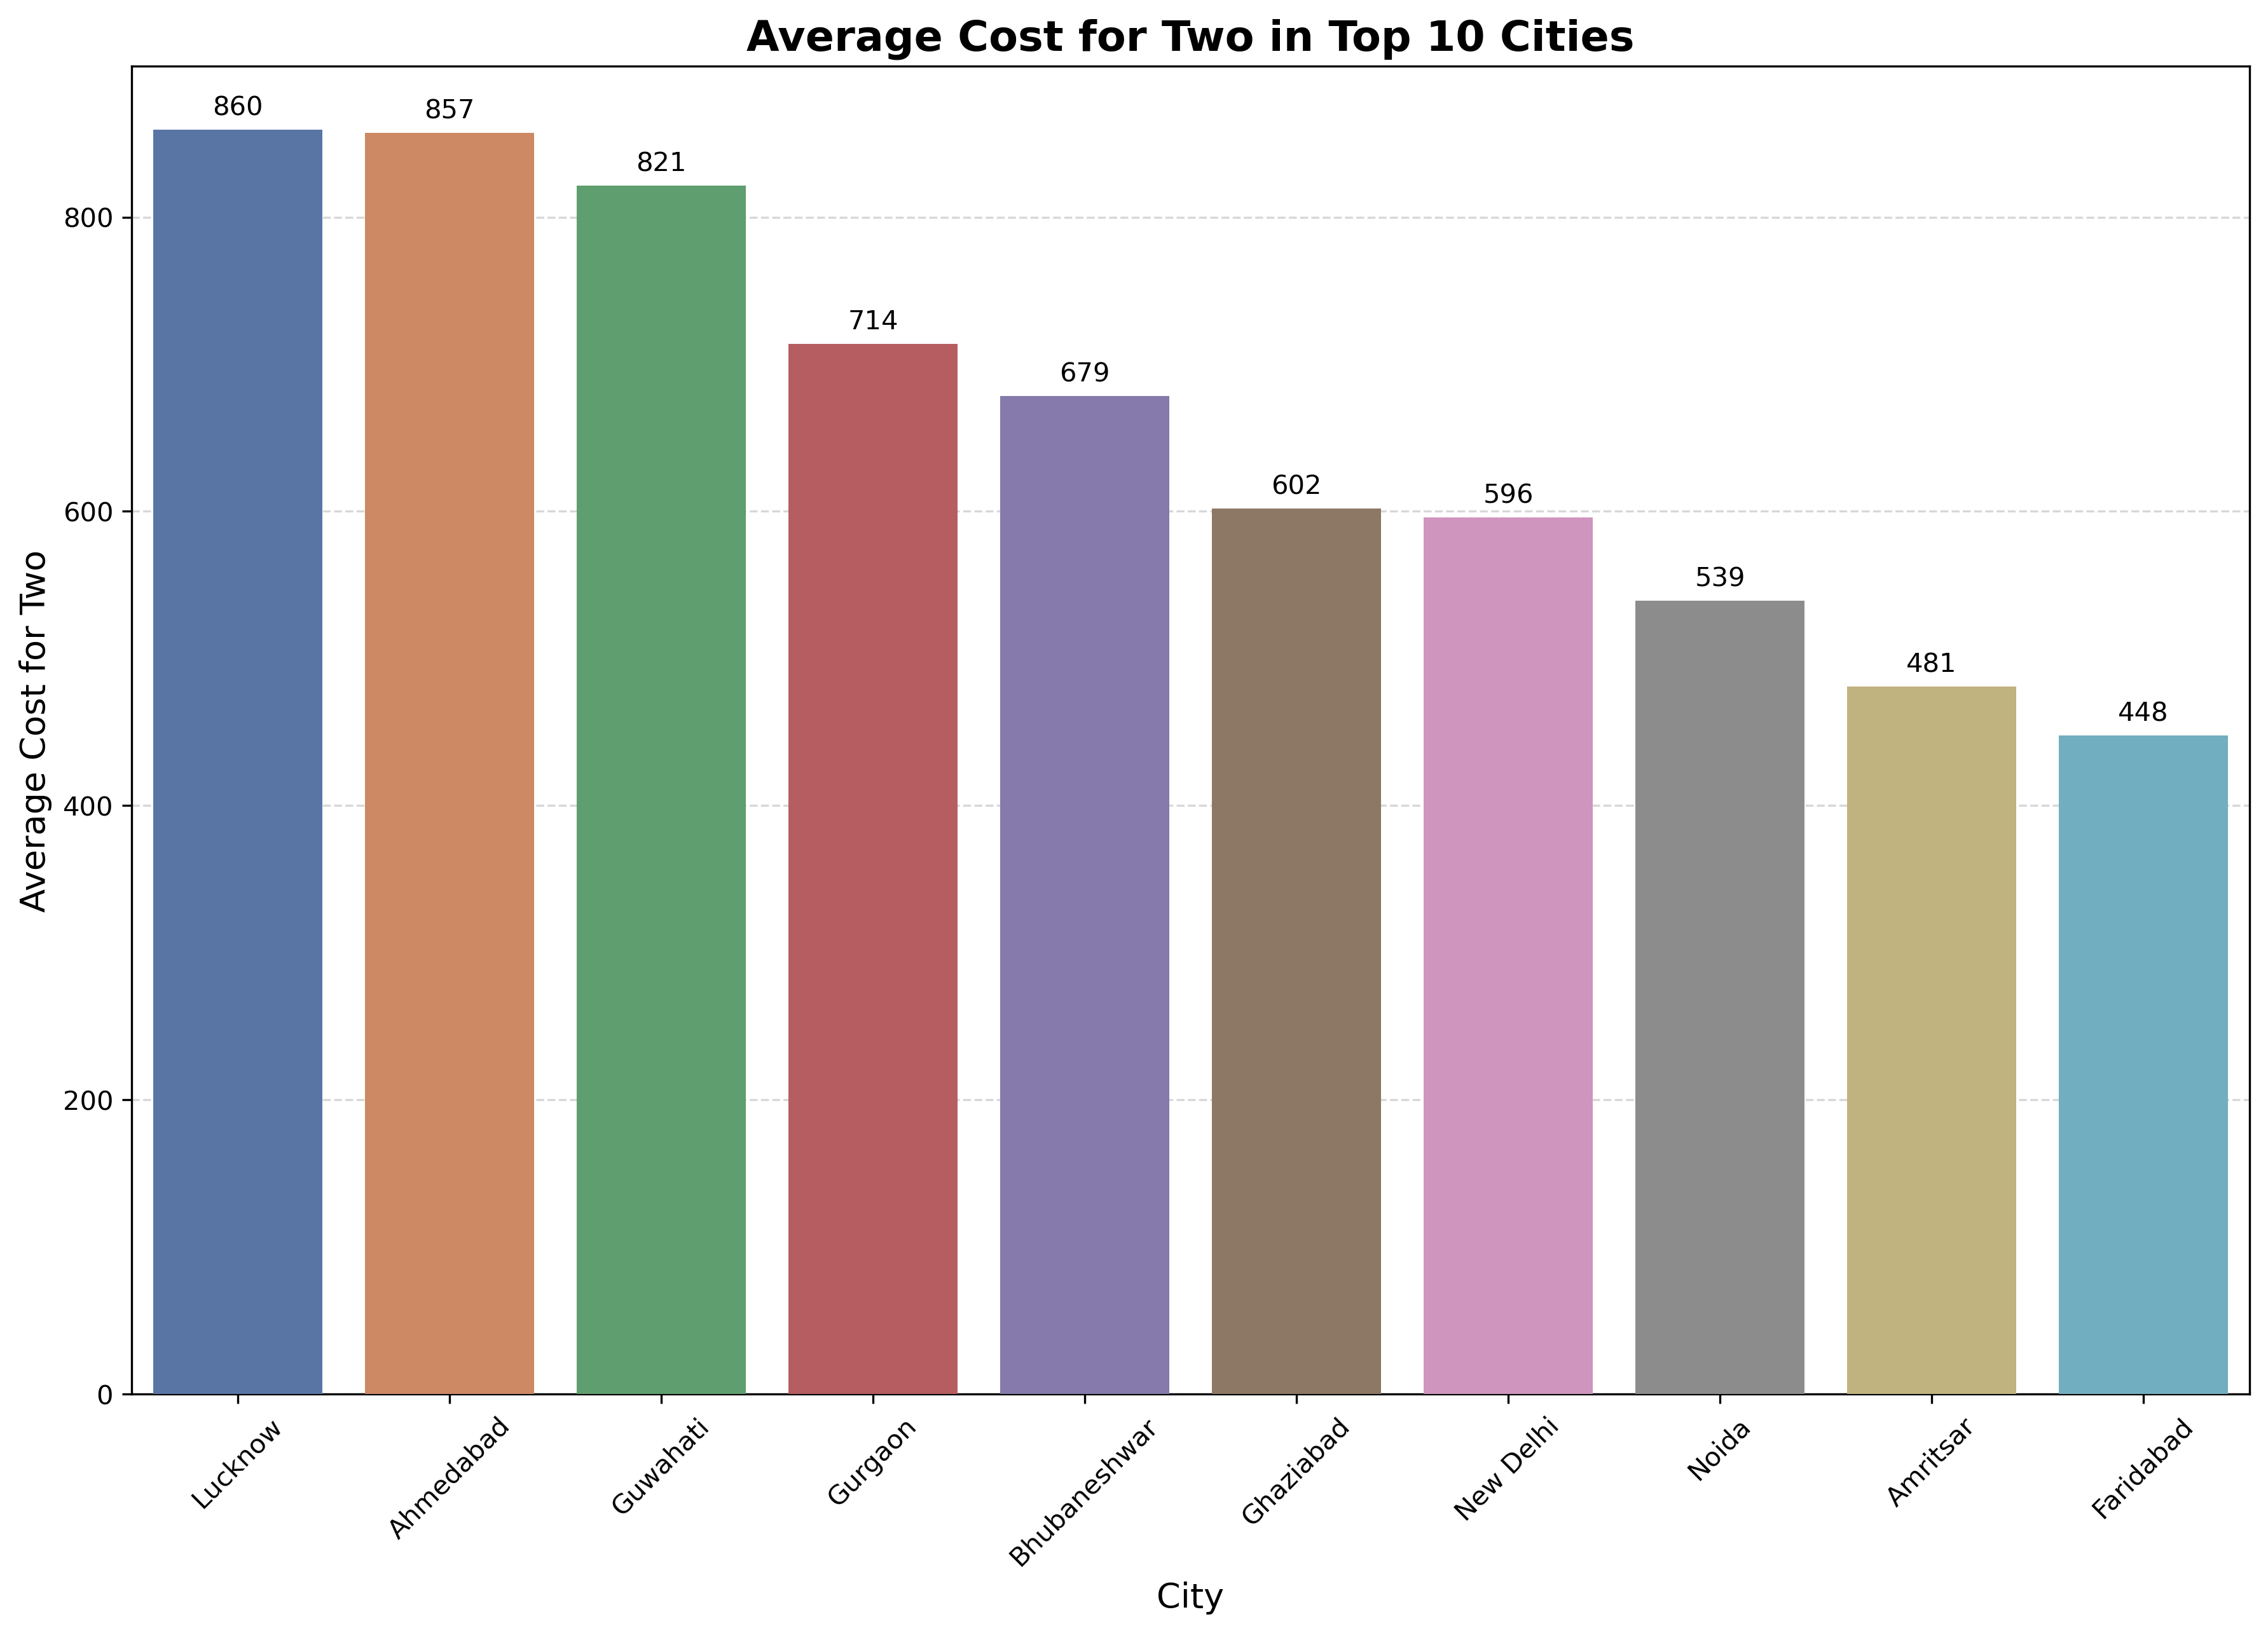 Average Cost for Two in Top 10 Cities
860
857
821
714
679
602
596
539
481
448
800
600
400
200
0
Average Cost for Two
Lucknow
Ahmedabad
Guwahati
Gurgaon
Bhubaneshwar
Ghaziabad
New Delhi
Noida
Amritsar
Faridabad
City